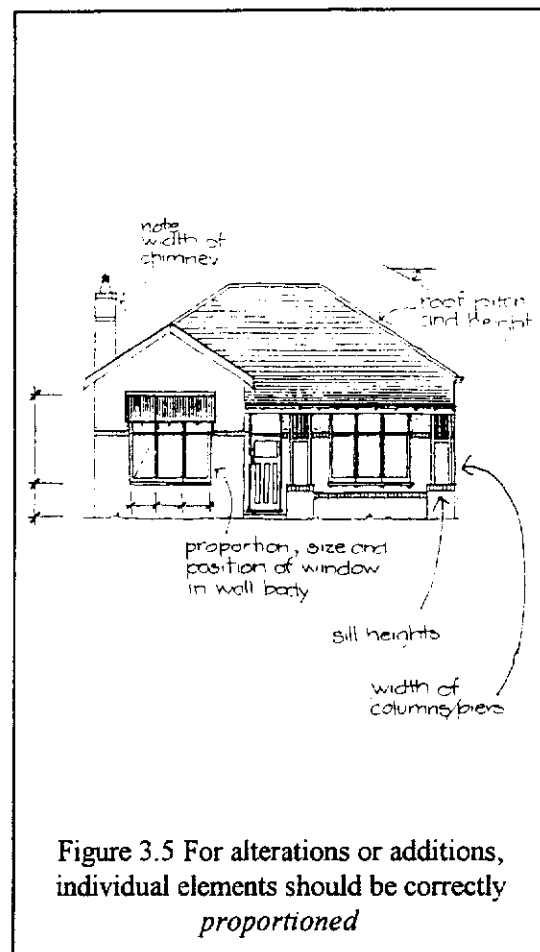 note
width of
chimney
roof pitch
and height
proportion, size and
position of window
in wall body
sill heights
width of
columns/piers
Figure 3.5 For alterations or additions,
individual elements should be correctly
proportioned